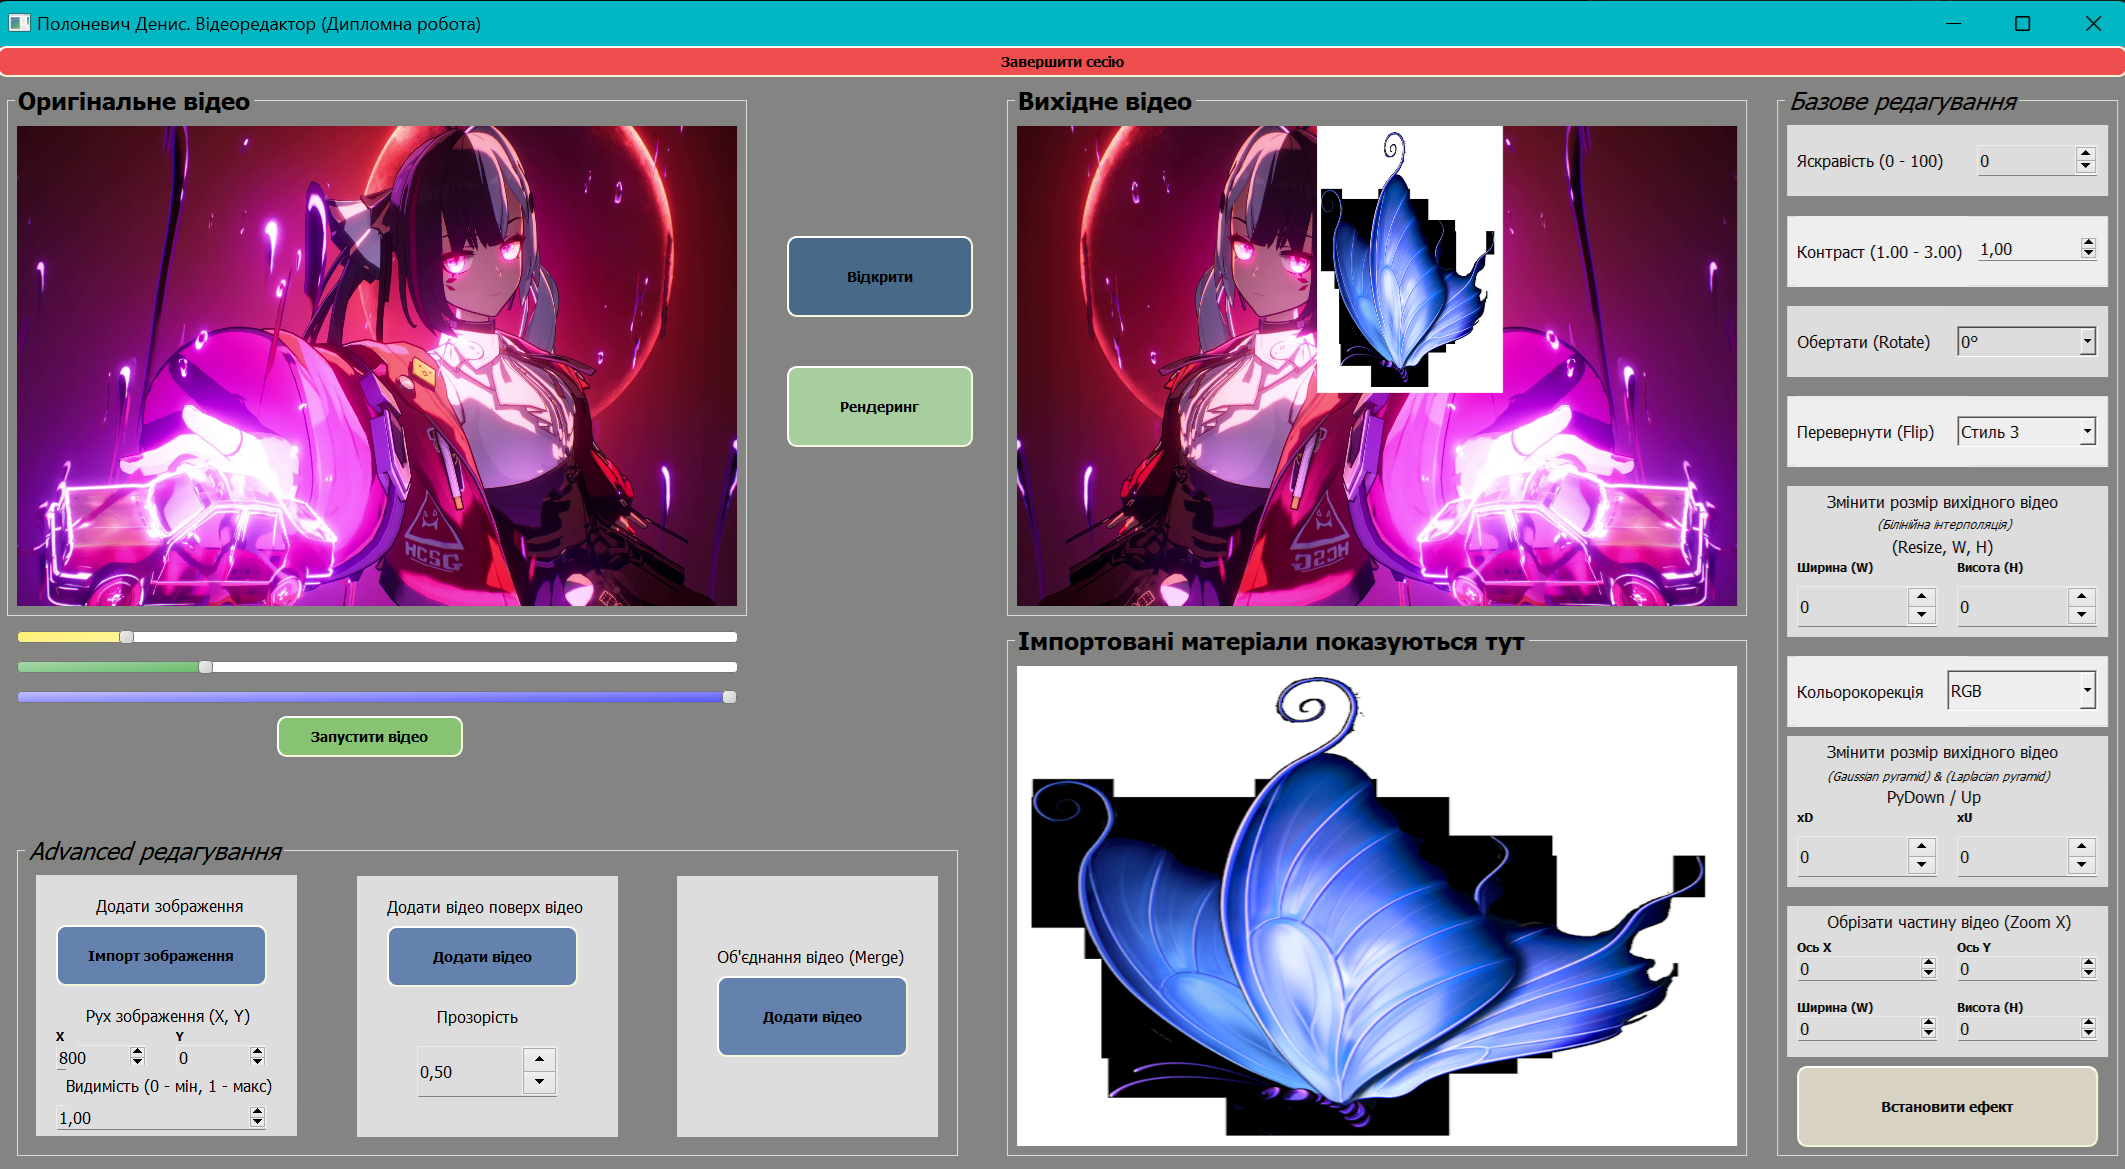 Полоневич Денис. Відеоредактор (Дипломна робота)
Завершити сесію
Оригінальне відео
HCSG
Запустити відео
Відкрити
Рендеринг
Вихідне відео
Імпортовані матеріали показуються тут
Advanced редагування
Додати зображення
Імпорт зображення
Рух зображення (X, Y)
X Y
800 0
Видимість (0 - мін, 1 - макс)
1,00
Додати відео поверх відео
Додати відео
Прозорість
0,50
Об'єднання відео (Merge)
Додати відео
Базове редагування
Яскравість (0 - 100) 0
Контраст (1.00 - 3.00) 1,00
Обертати (Rotate) 0°
Перевернути (Flip) Стиль 3
Змінити розмір вихідного відео
(Білінійна інтерполяція)
(Resize, W, H)
Ширина (W) Висота (H)
0 0
Кольорокорекція RGB
Змінити розмір вихідного відео
(Gaussian pyramid) & (Laplacian pyramid)
PyDown / Up
xD xU
0 0
Обрізати частину відео (Zoom X)
Ось X Ось Y
0 0
Ширина (W) Висота (H)
0 0
Встановити ефект